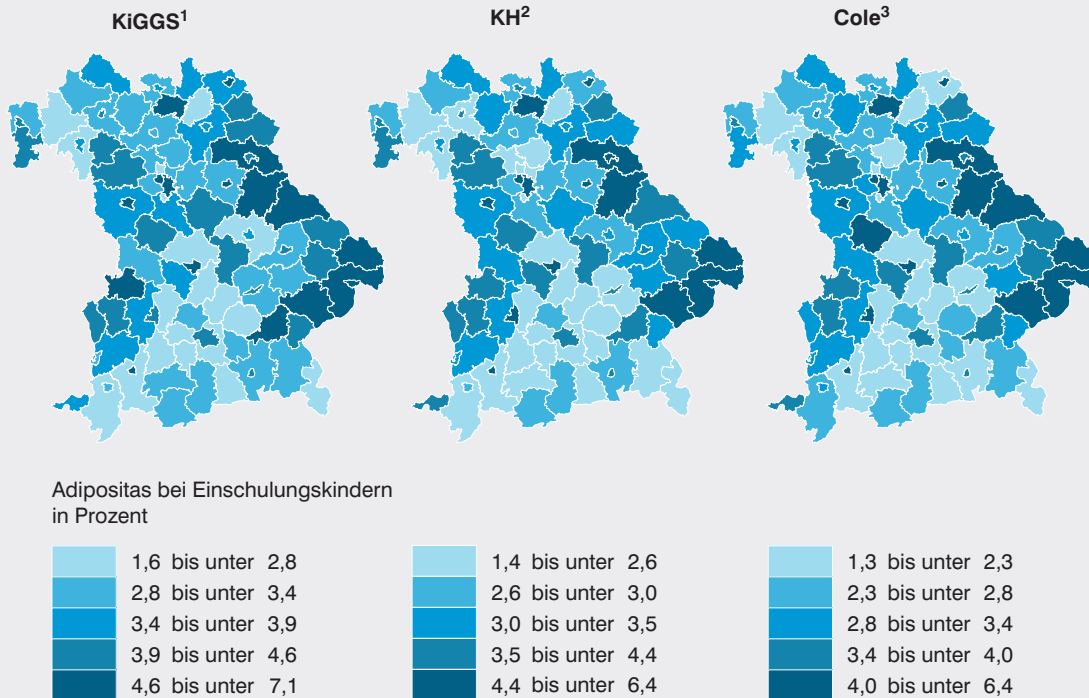 KiGGS¹
KH²
Cole³
Adipositas bei Einschulungskindern
in Prozent
1,6 bis unter 2,8
2,8 bis unter 3,4
3,4 bis unter 3,9
3,9 bis unter 4,6
4,6 bis unter 7,1
1,4 bis unter 2,6
2,6 bis unter 3,0
3,0 bis unter 3,5
3,5 bis unter 4,4
4,4 bis unter 6,4
1,3 bis unter 2,3
2,3 bis unter 2,8
2,8 bis unter 3,4
3,4 bis unter 4,0
4,0 bis unter 6,4